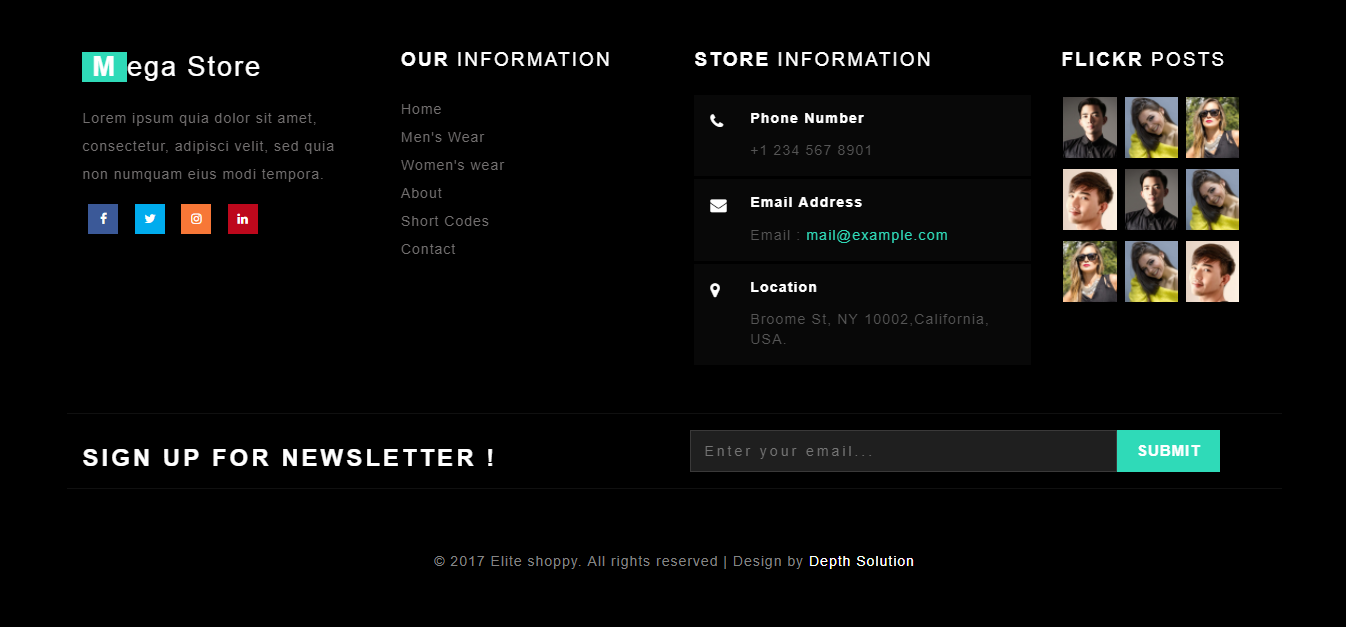 Mega Store
Lorem ipsum quia dolor sit amet,
consectetur, adipisci velit, sed quia
non numquam eius modi tempora.
OUR INFORMATION
Home
Men's Wear
Women's wear
About
Short Codes
Contact
STORE INFORMATION
Phone Number
+1 234 567 8901
Email Address
Email : mail@example.com
Location
Broome St, NY 10002,California,
USA.
FLICKR POSTS
SIGN UP FOR NEWSLETTER !
Enter your email...
SUBMIT
© 2017 Elite shoppy. All rights reserved | Design by Depth Solution